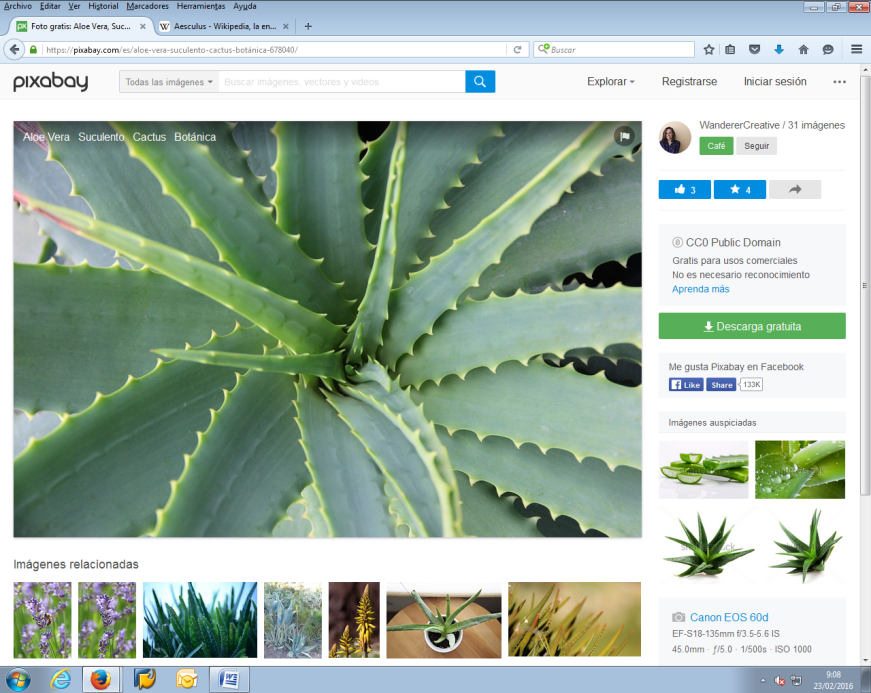 Archivo Editar Ver Historial Marcadores Herramientas Ayuda
Foto gratis: Aloe Vera, Suc...
Aesculus - Wikipedia, la en...
https://pixabay.com/es/aloe-vera-suculento-cactus-botánica-678040/
Buscar
pixabay
Todas las imágenes
Buscar imágenes, vectores y videos
Explorar
Registrarse
Iniciar sesión
Aloe Vera Suculento Cactus Botánica
WandererCreative / 31 imágenes
Café
Seguir
3
4
CC0 Public Domain
Gratis para usos comerciales
No es necesario reconocimiento
Aprenda más
Descarga gratuita
Me gusta Pixabay en Facebook
Like
Share
133K
Imágenes auspiciadas
Imágenes relacionadas
Canon EOS 60d
EF-S18-135mm f/3.5-5.6 IS
45.0mm · ƒ/5.0 · 1/500s · ISO 1000
9:08
23/02/2016